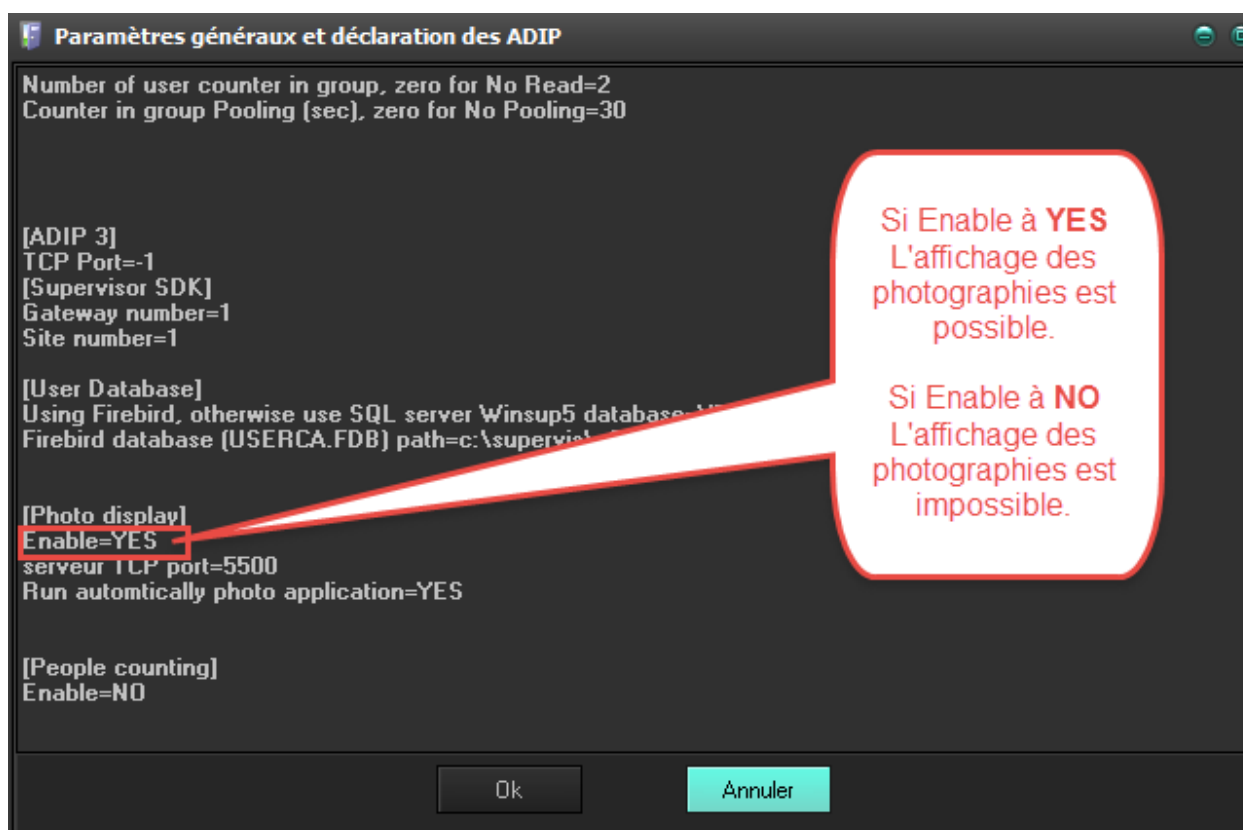 Paramètres généraux et déclaration des ADIP
Number of user counter in group, zero for No Read=2
Counter in group Pooling (sec), zero for No Pooling=30
[ADIP 3]
TCP Port=-1
[Supervisor SDK]
Gateway number=1
Site number=1
[User Database]
Using Firebird, otherwise use SQL server Winsup5 database
Firebird database (USERCA.FDB) path=c:\supervis
[Photo display]
Enable=YES
serveur TCP port=5500
Run automtically photo application=YES
[People counting]
Enable=NO
Si Enable à YES
L'affichage des
photographies est
possible.
Si Enable à NO
L'affichage des
photographies est
impossible.
Ok
Annuler